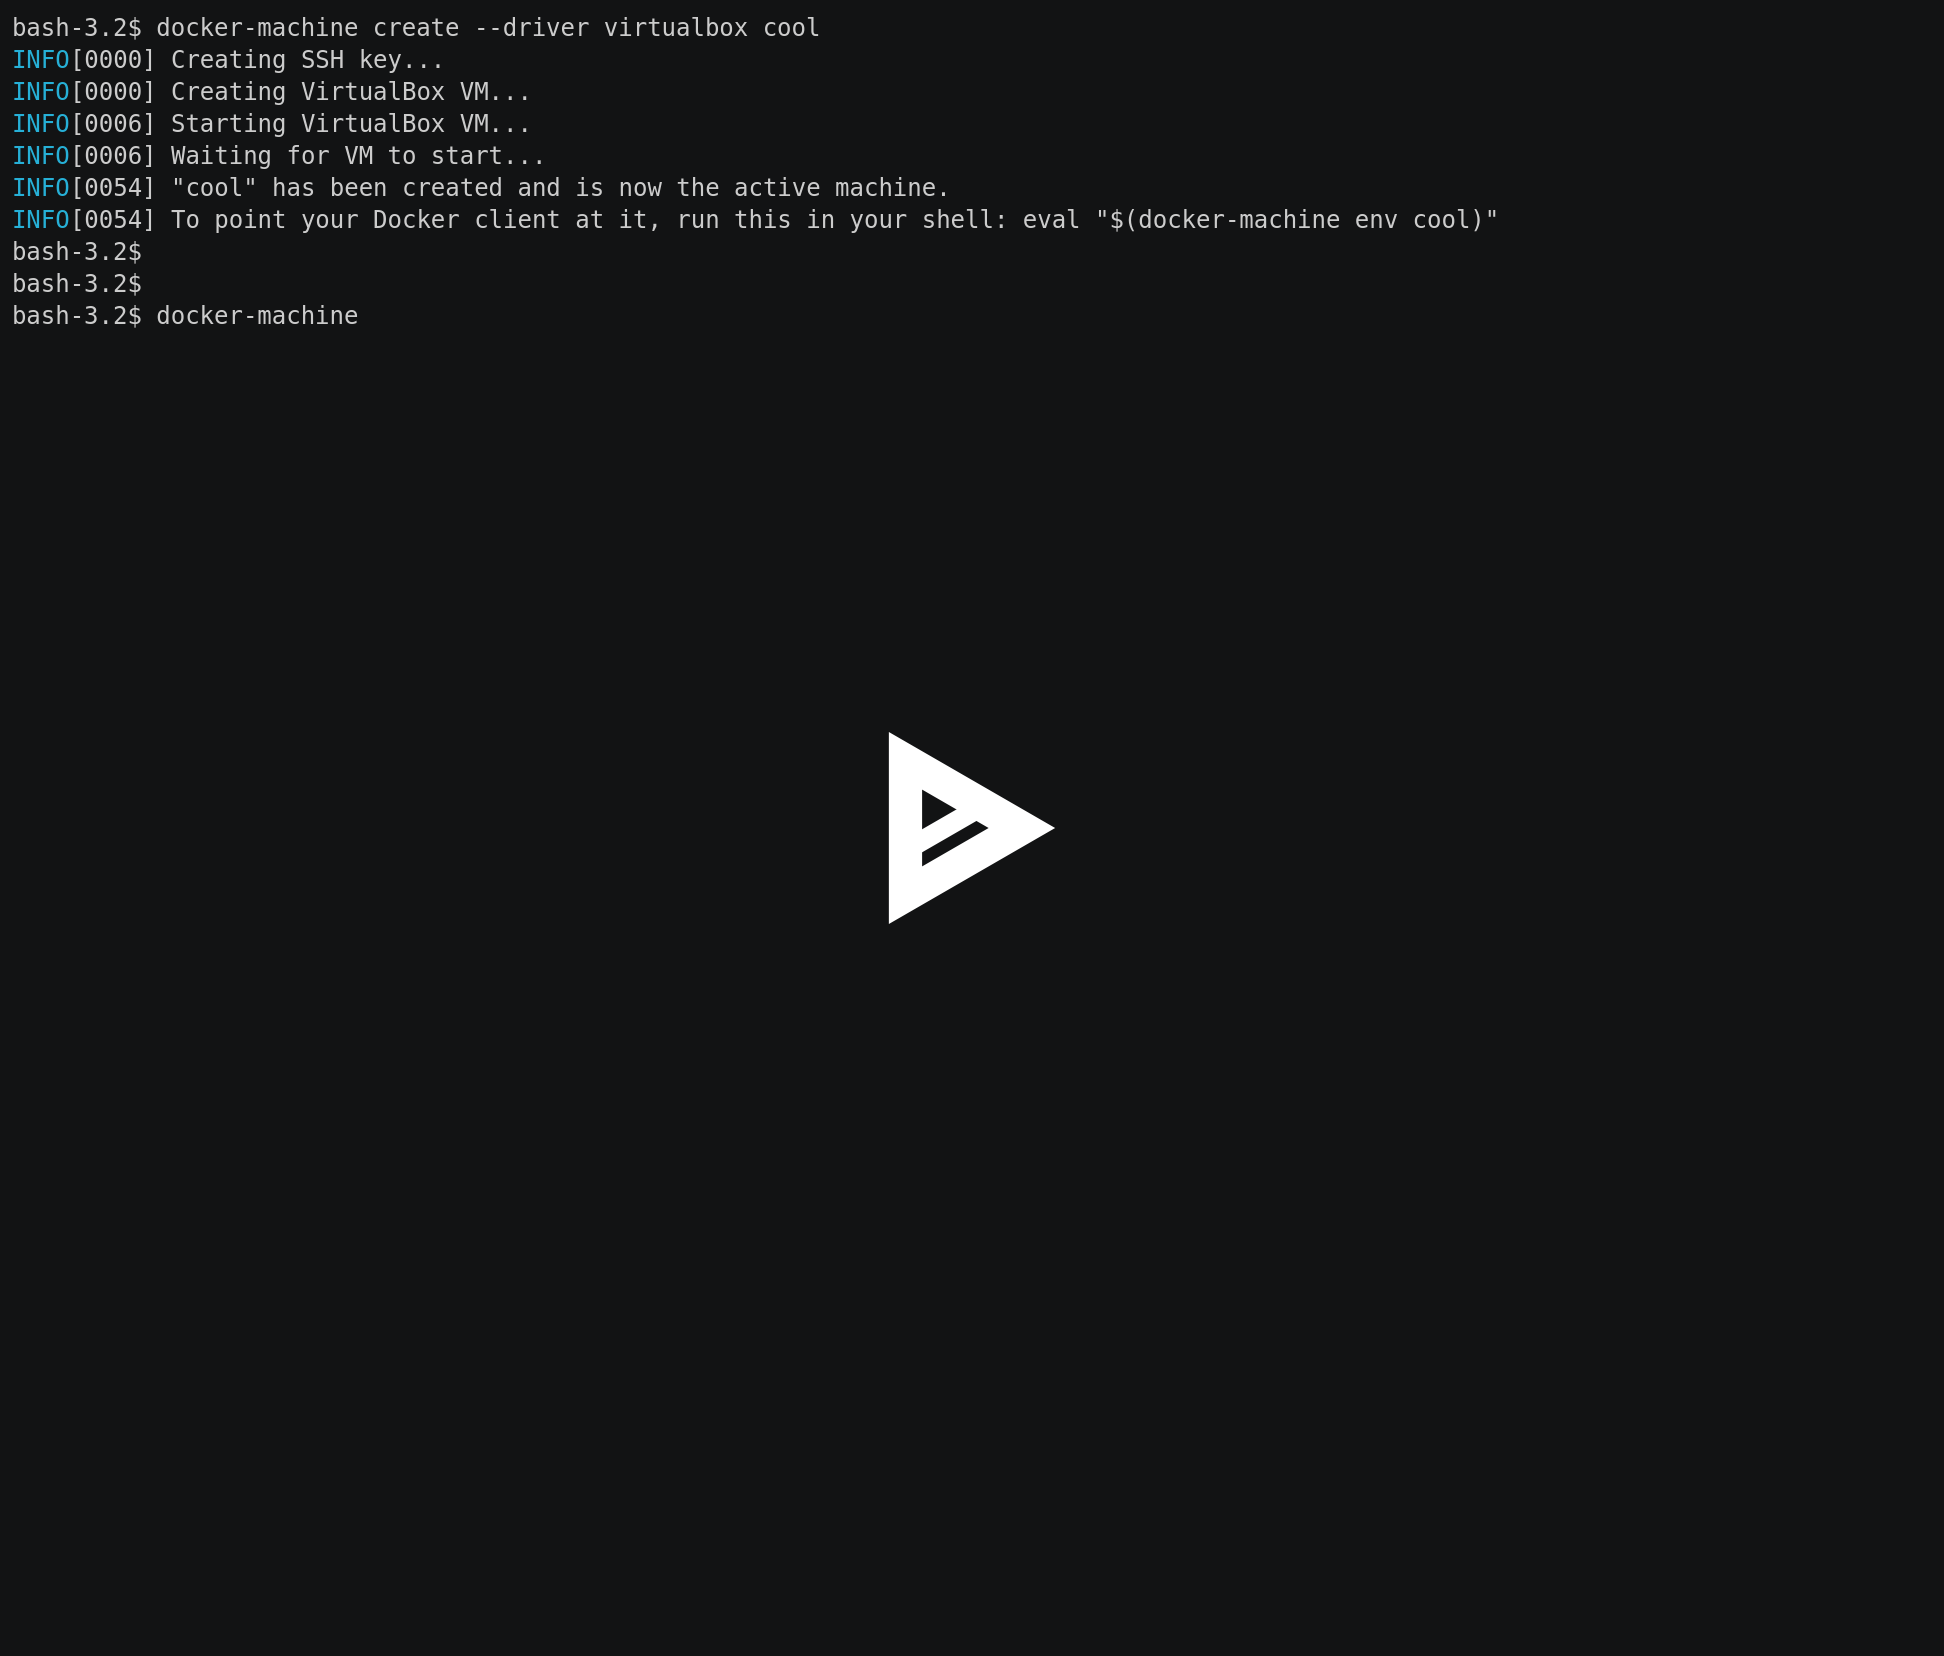 bash-3.2$ docker-machine create --driver virtualbox cool
INFO[0000] Creating SSH key...
INFO[0000] Creating VirtualBox VM...
INFO[0006] Starting VirtualBox VM...
INFO[0006] Waiting for VM to start...
INFO[0054] "cool" has been created and is now the active machine.
INFO[0054] To point your Docker client at it, run this in your shell: eval "$(docker-machine env cool)"
bash-3.2$
bash-3.2$
bash-3.2$ docker-machine